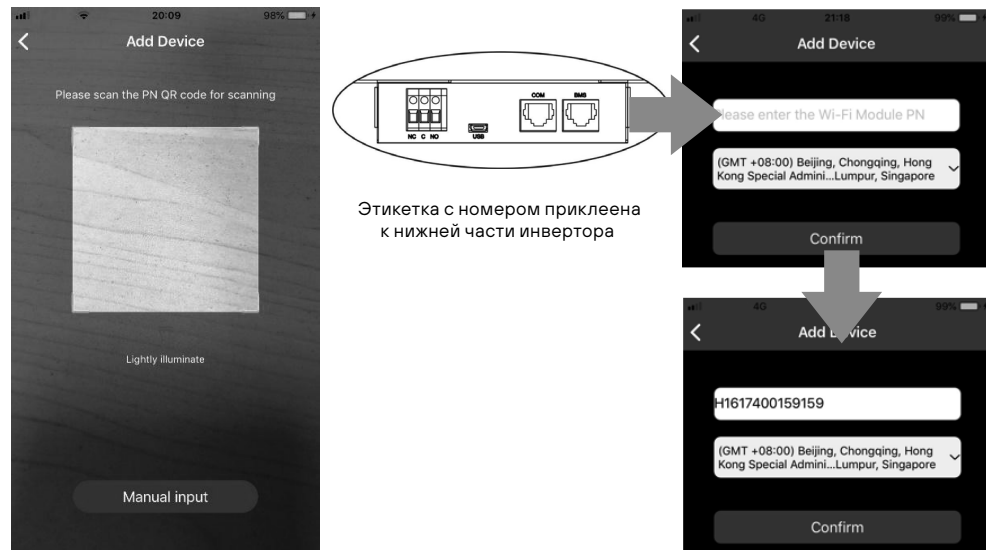 20:09
98%
Add Device
Please scan the PN QR code for scanning
Lightly illuminate
Manual input
COM
BMS
NC C NO
USB
Этикетка с номером приклеена
к нижней части инвертора
4G
21:18
99%
Add Device
lease enter the Wi-Fi Module PN
(GMT +08:00) Beijing, Chongqing, Hong
Kong Special Admini...Lumpur, Singapore
Confirm
4G
99%
Add vice
H1617400159159
(GMT +08:00) Beijing, Chongqing, Hong
Kong Special Admini...Lumpur, Singapore
Confirm